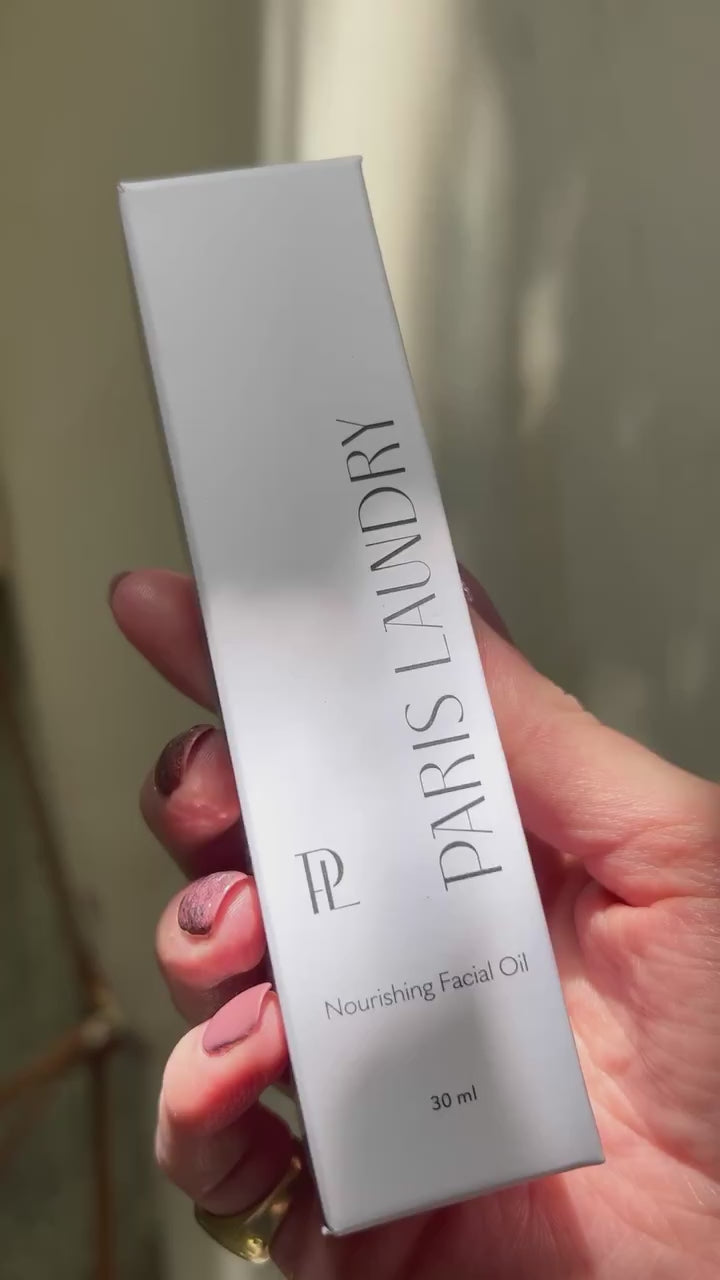 PARIS LAUNDRY
PL
Nourishing Facial Oil
30 ml